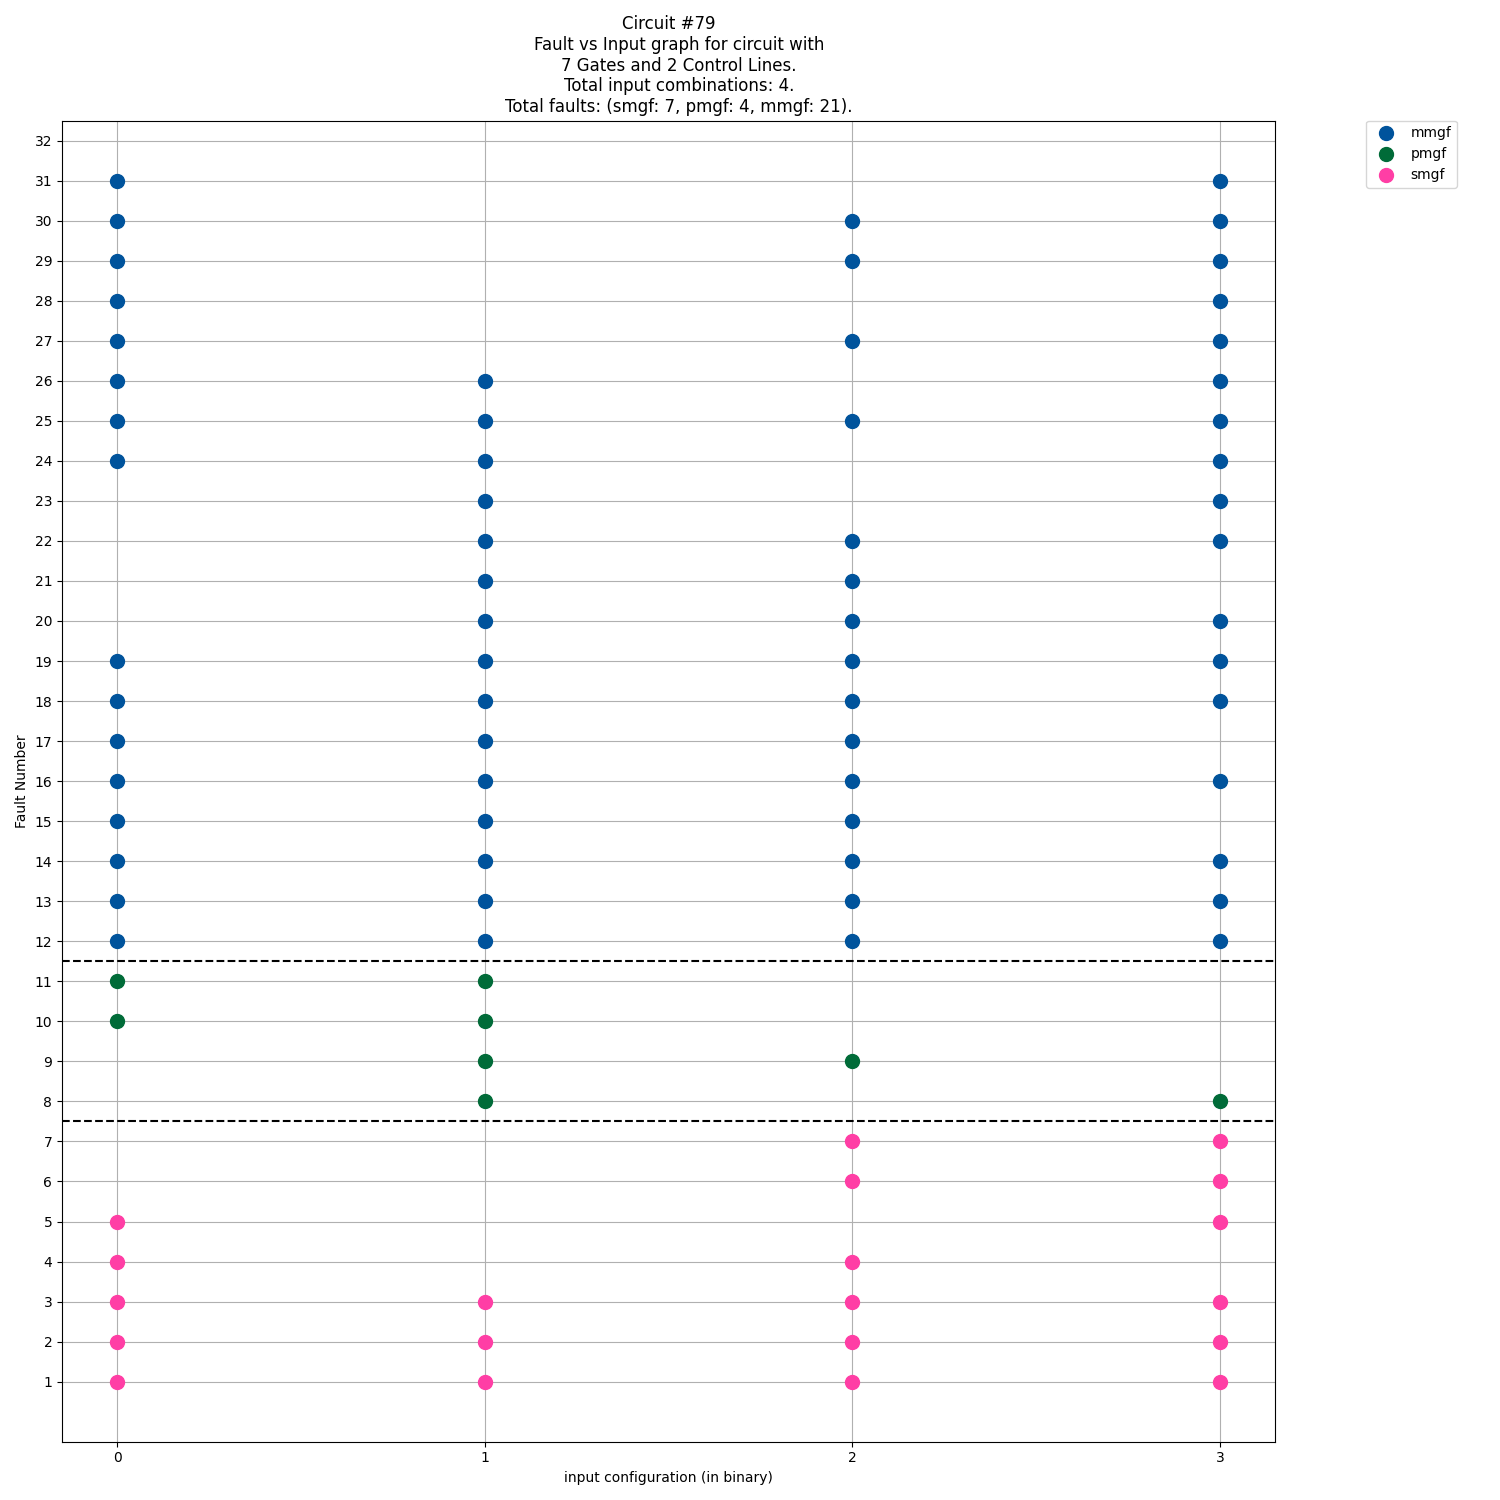 Circuit #79
Fault vs Input graph for circuit with
7 Gates and 2 Control Lines.
Total input combinations: 4.
Total faults: (smgf: 7, pmgf: 4, mmgf: 21).
mmgf
pmgf
smgf
32
31
30
29
28
27
26
25
24
23
22
21
20
19
18
17
16
15
14
13
12
11
10
9
8
7
6
5
4
3
2
1
Fault Number
0 1 2 3
input configuration (in binary)